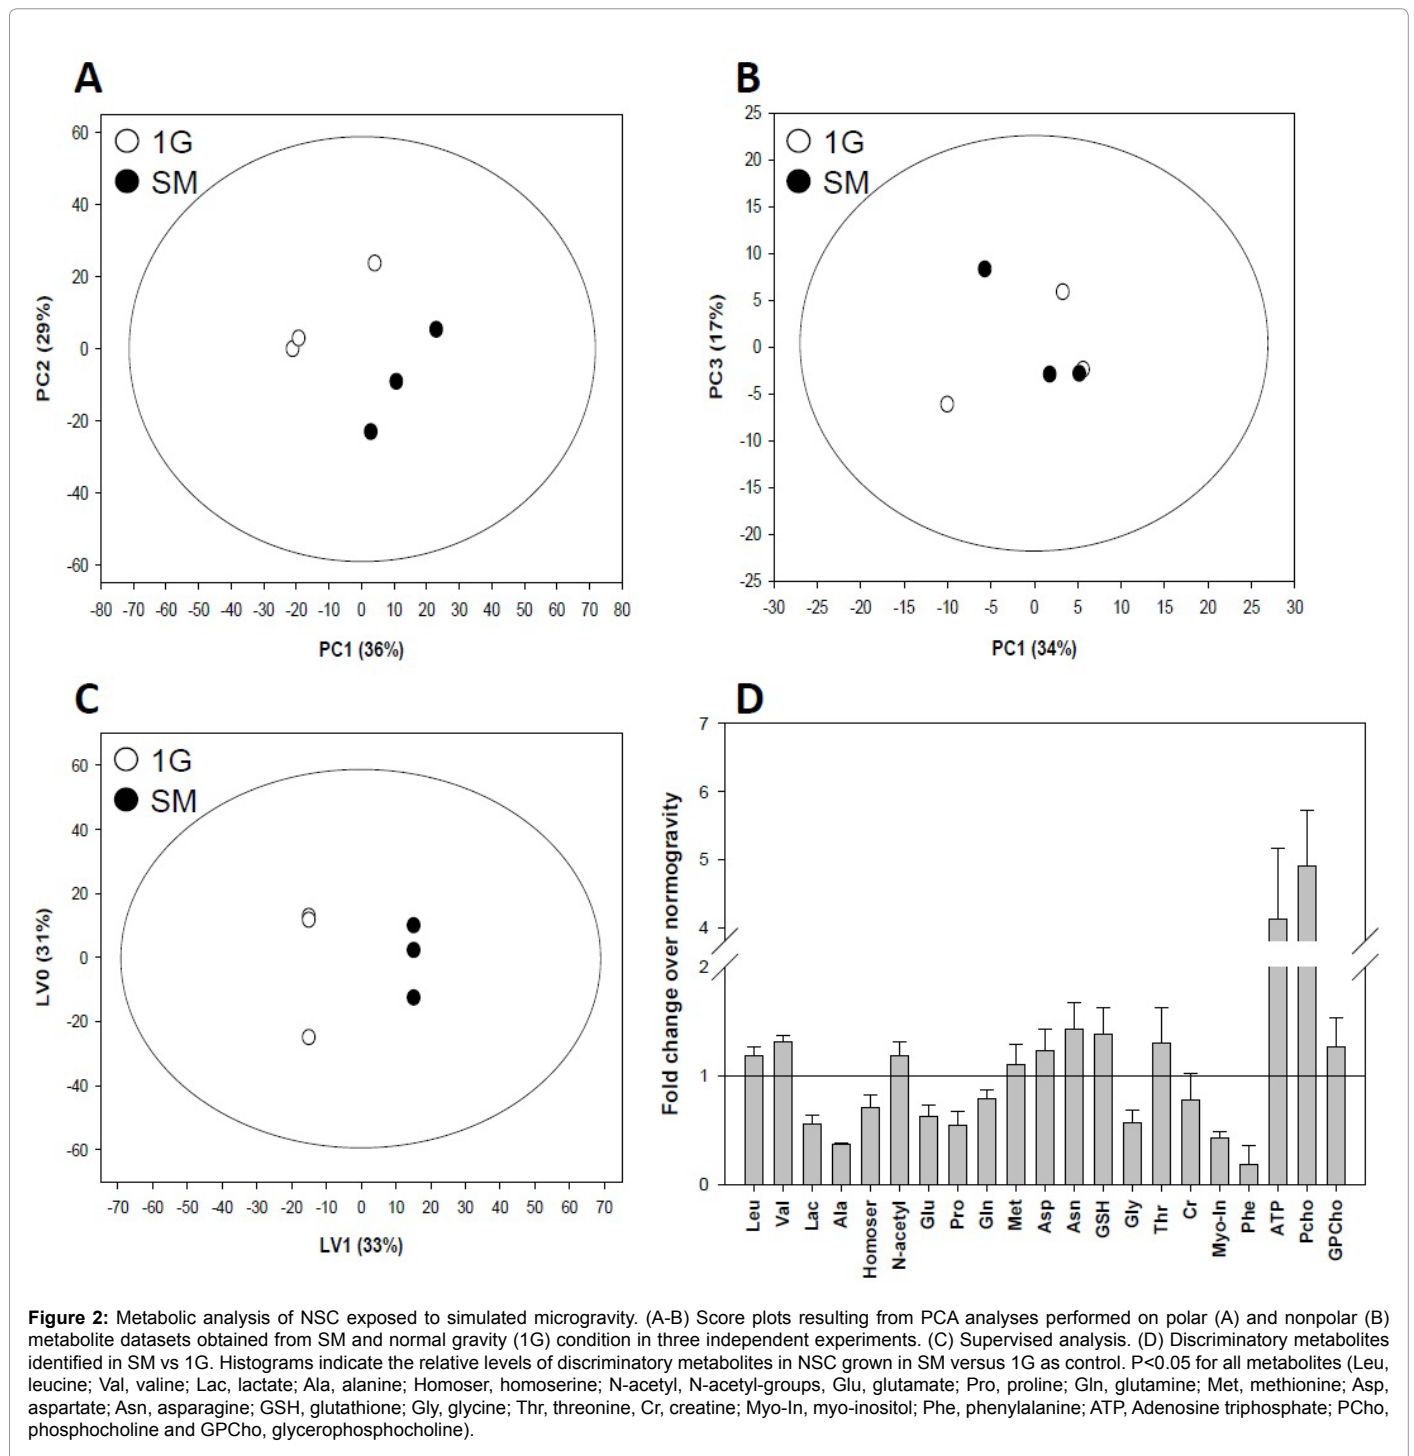 A
1G
SM
60
40
20
0
-20
-40
-60
PC2 (29%)
-80 -70 -60 -50 -40 -30 -20 -10 0 10 20 30 40 50 60 70 80
PC1 (36%)
B
1G
SM
25
20
15
10
5
0
-5
-10
-15
-20
-25
PC3 (17%)
-30 -25 -20 -15 -10 -5 0 5 10 15 20 25 30
PC1 (34%)
C
1G
SM
60
40
20
0
-20
-40
-60
LV0 (31%)
-70 -60 -50 -40 -30 -20 -10 0 10 20 30 40 50 60 70
LV1 (33%)
D
7
6
5
4
2
1
0
Fold change over normogravity
Leu
Val
Lac
Ala
Homoser
N-acetyl
Glu
Pro
Gln
Met
Asp
Asn
GSH
Gly
Thr
Cr
Myo-In
Phe
ATP
Pcho
GPCho
Figure 2: Metabolic analysis of NSC exposed to simulated microgravity. (A-B) Score plots resulting from PCA analyses performed on polar (A) and nonpolar (B)
metabolite datasets obtained from SM and normal gravity (1G) condition in three independent experiments. (C) Supervised analysis. (D) Discriminatory metabolites
identified in SM vs 1G. Histograms indicate the relative levels of discriminatory metabolites in NSC grown in SM versus 1G as control. P<0.05 for all metabolites (Leu,
leucine; Val, valine; Lac, lactate; Ala, alanine; Homoser, homoserine; N-acetyl, N-acetyl-groups, Glu, glutamate; Pro, proline; Gln, glutamine; Met, methionine; Asp,
aspartate; Asn, asparagine; GSH, glutathione; Gly, glycine; Thr, threonine, Cr, creatine; Myo-In, myo-inositol; Phe, phenylalanine; ATP, Adenosine triphosphate; PCho,
phosphocholine and GPCho, glycerophosphocholine).